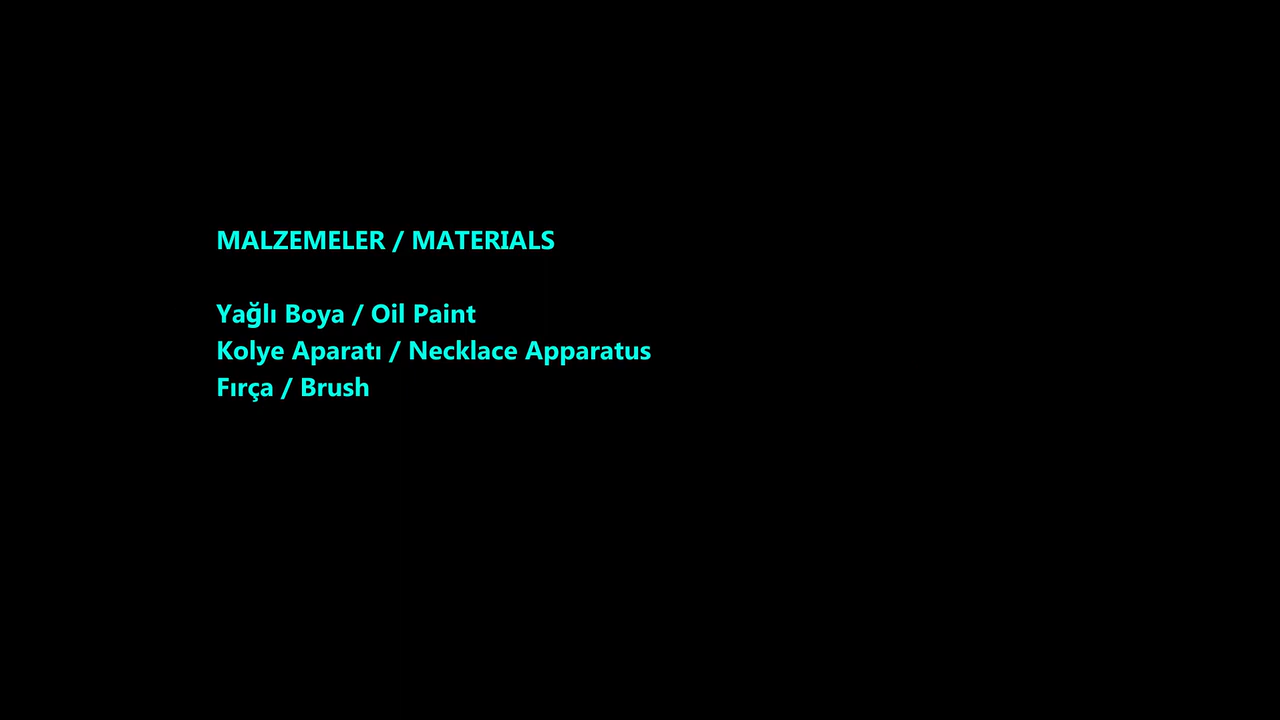 MALZEMELER / MATERIALS
Yağlı Boya / Oil Paint
Kolye Aparatı / Necklace Apparatus
Fırça / Brush